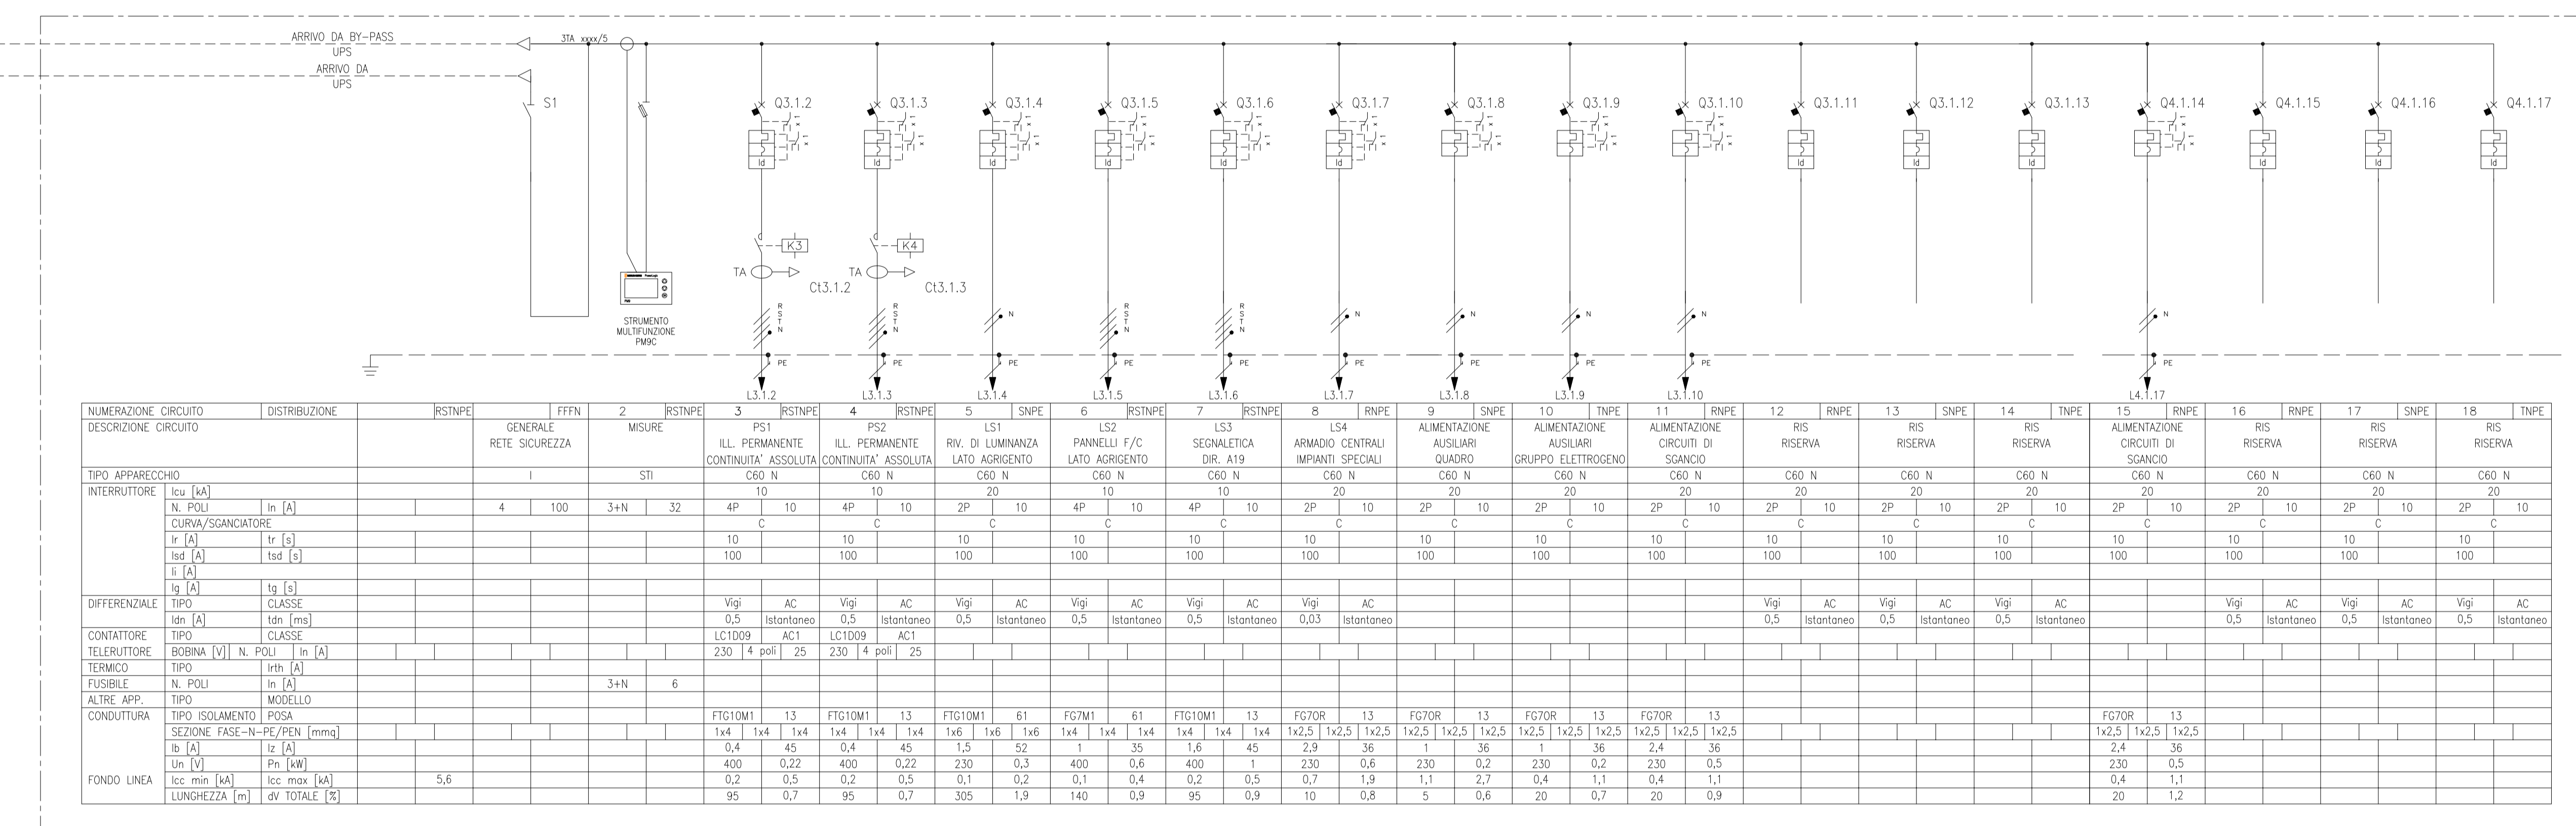 ARRIVO DA BY-PASS
UPS
ARRIVO DA
UPS
3TA xxxx/5
S1
Q3.1.2 Q3.1.3 Q3.1.4 Q3.1.5 Q3.1.6 Q3.1.7 Q3.1.8 Q3.1.9 Q3.1.10 Q3.1.11 Q3.1.12 Q3.1.13 Q4.1.14 Q4.1.15 Q4.1.16 Q4.1.17
Id Id Id Id Id Id Id Id Id Id Id Id
K3 K4
TA TA
Ct3.1.2 Ct3.1.3
STRUMENTO
MULTIFUNZIONE
PM9C
R S T N R S T N N R S T N R S T N N N N N N
PE PE PE PE PE PE PE PE PE PE
L3.1.2 L3.1.3 L3.1.4 L3.1.5 L3.1.6 L3.1.7 L3.1.8 L3.1.9 L3.1.10 L4.1.17
NUMERAZIONE CIRCUITO DISTRIBUZIONE RSTNPE FFFN 2 RSTNPE 3 RSTNPE 4 RSTNPE 5 SNPE 6 RSTNPE 7 RSTNPE 8 RNPE 9 SNPE 10 TNPE 11 RNPE 12 RNPE 13 SNPE 14 TNPE 15 RNPE 16 RNPE 17 SNPE 18 TNPE
DESCRIZIONE CIRCUITO GENERALE MISURE PS1 PS2 LS1 LS2 LS3 LS4 ALIMENTAZIONE ALIMENTAZIONE ALIMENTAZIONE RIS RIS RIS ALIMENTAZIONE RIS RIS RIS
RETE SICUREZZA ILL. PERMANENTE ILL. PERMANENTE RIV. DI LUMINANZA PANNELLI F/C SEGNALETICA ARMADIO CENTRALI AUSILIARI AUSILIARI CIRCUITI DI RISERVA RISERVA RISERVA CIRCUITI DI RISERVA RISERVA RISERVA
CONTINUITA' ASSOLUTA CONTINUITA' ASSOLUTA LATO AGRIGENTO LATO AGRIGENTO DIR. A19 IMPIANTI SPECIALI QUADRO GRUPPO ELETTROGENO SGANCIO SGANCIO
TIPO APPARECCHIO I STI C60 N C60 N C60 N C60 N C60 N C60 N C60 N C60 N C60 N C60 N C60 N C60 N C60 N C60 N C60 N C60 N
INTERRUTTORE Icu [kA] 10 10 20 10 10 20 20 20 20 20 20 20 20 20 20 20
N. POLI In [A] 4 100 3+N 32 4P 10 4P 10 2P 10 4P 10 4P 10 2P 10 2P 10 2P 10 2P 10 2P 10 2P 10 2P 10 2P 10 2P 10 2P 10 2P 10
CURVA/SGANCIATORE C C C C C C C C C C C C C C C C
Ir [A] tr [s] 10 10 10 10 10 10 10 10 10 10 10 10 10 10 10 10
Isd [A] tsd [s] 100 100 100 100 100 100 100 100 100 100 100 100 100 100 100 100
Ii [A]
Ig [A] tg [s]
DIFFERENZIALE TIPO CLASSE Vigi AC Vigi AC Vigi AC Vigi AC Vigi AC Vigi AC Vigi AC Vigi AC Vigi AC Vigi AC Vigi AC Vigi AC
Idn [A] tdn [ms] 0,5 Istantaneo 0,5 Istantaneo 0,5 Istantaneo 0,5 Istantaneo 0,5 Istantaneo 0,03 Istantaneo 0,5 Istantaneo 0,5 Istantaneo 0,5 Istantaneo 0,5 Istantaneo 0,5 Istantaneo 0,5 Istantaneo
CONTATTORE TIPO CLASSE LC1D09 AC1 LC1D09 AC1
TELERUTTORE BOBINA [V] N. POLI In [A] 230 4 poli 25 230 4 poli 25
TERMICO TIPO Irth [A]
FUSIBILE N. POLI In [A] 3+N 6
ALTRE APP. TIPO MODELLO
CONDUTTURA TIPO ISOLAMENTO POSA FTG10M1 13 FTG10M1 13 FTG10M1 61 FG7M1 61 FTG10M1 13 FG7OR 13 FG7OR 13 FG7OR 13 FG7OR 13 FG7OR 13
SEZIONE FASE-N-PE/PEN [mmq] 1x4 1x4 1x4 1x4 1x4 1x4 1x6 1x6 1x6 1x4 1x4 1x4 1x4 1x4 1x4 1x2,5 1x2,5 1x2,5 1x2,5 1x2,5 1x2,5 1x2,5 1x2,5 1x2,5 1x2,5 1x2,5 1x2,5 1x2,5 1x2,5 1x2,5
Ib [A] Iz [A] 0,4 45 0,4 45 1,5 52 1 35 1,6 45 2,9 36 1 36 1 36 2,4 36 2,4 36
Un [V] Pn [kW] 400 0,22 400 0,22 230 0,3 400 0,6 400 1 230 0,6 230 0,2 230 0,2 230 0,5 230 0,5
FONDO LINEA Icc min [kA] Icc max [kA] 5,6 0,2 0,5 0,2 0,5 0,1 0,2 0,1 0,4 0,2 0,5 0,7 1,9 1,1 2,7 0,4 1,1 0,4 1,1 0,4 1,1
LUNGHEZZA [m] dV TOTALE [%] 95 0,7 95 0,7 305 1,9 140 0,9 95 0,9 10 0,8 5 0,6 20 0,7 20 0,9 20 1,2